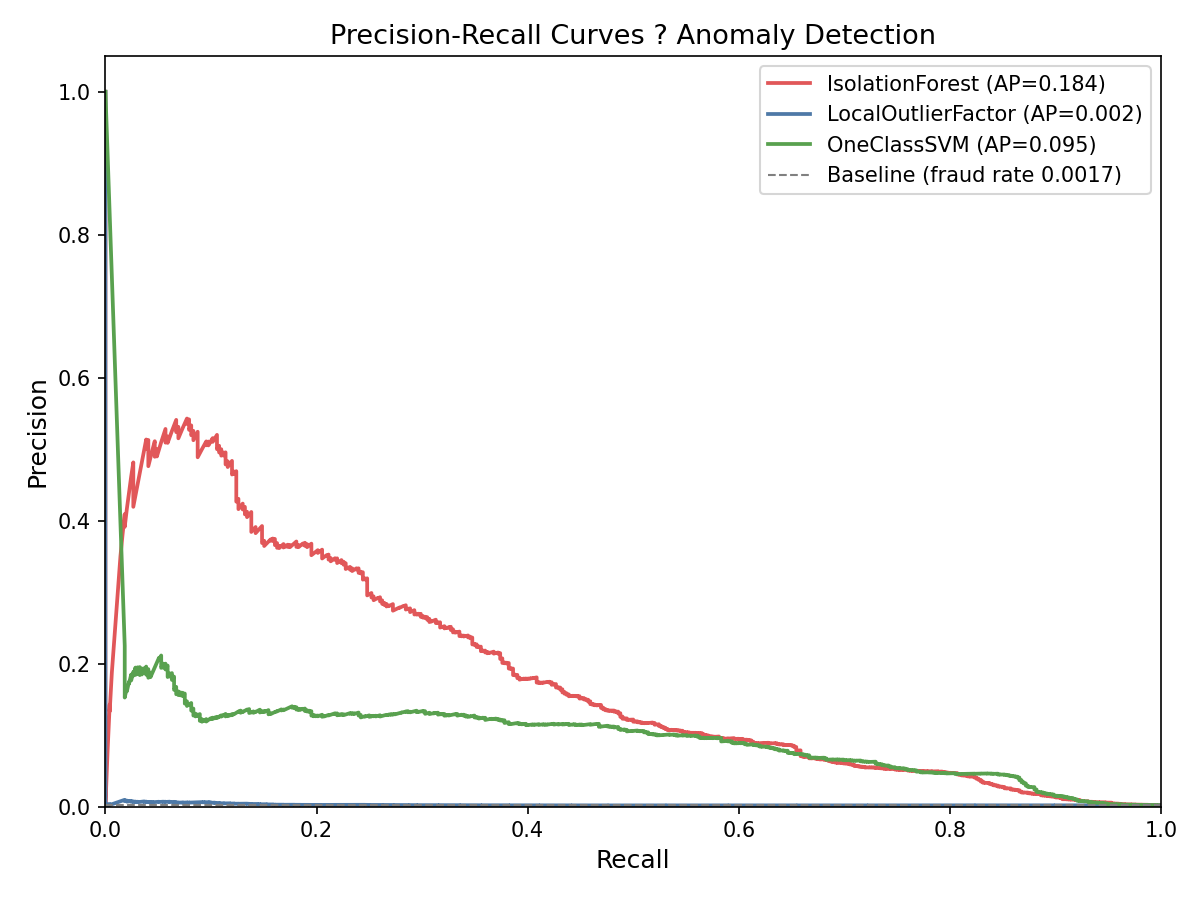 Precision-Recall Curves ? Anomaly Detection
IsolationForest (AP=0.184)
LocalOutlierFactor (AP=0.002)
OneClassSVM (AP=0.095)
Baseline (fraud rate 0.0017)
Precision
1.0
0.8
0.6
0.4
0.2
0.0
0.0 0.2 0.4 0.6 0.8 1.0
Recall